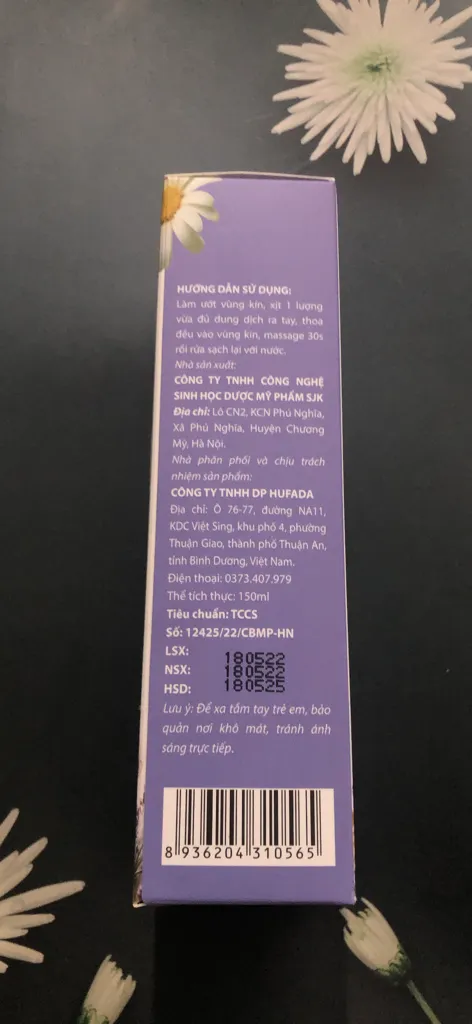 HƯỚNG DẪN SỬ DỤNG:
Làm ướt vùng kín, xịt 1 lượng
vừa đủ dung dịch ra tay, thoa
đều vào vùng kín, massage 30s
rồi rửa sạch lại với nước.
Nhà sản xuất:
CÔNG TY TNHH CÔNG NGHỆ
SINH HỌC DƯỢC MỸ PHẨM SJK
Địa chỉ: Lô CN2, KCN Phú Nghĩa,
Xã Phú Nghĩa, Huyện Chương
Mỹ, Hà Nội.
Nhà phân phối và chịu trách
nhiệm sản phẩm:
CÔNG TY TNHH DP HUFADA
Địa chỉ: Ô 76-77, đường NA11,
KDC Việt Sing, khu phố 4, phường
Thuận Giao, thành phố Thuận An,
tỉnh Bình Dương, Việt Nam.
Điện thoại: 0373.407.979
Thể tích thực: 150ml
Tiêu chuẩn: TCCS
Số: 12425/22/CBMP-HN
LSX: 180522
NSX: 180522
HSD: 180525
Lưu ý: Để xa tầm tay trẻ em, bảo
quản nơi khô mát, tránh ánh
sáng trực tiếp.
8 936204 310565